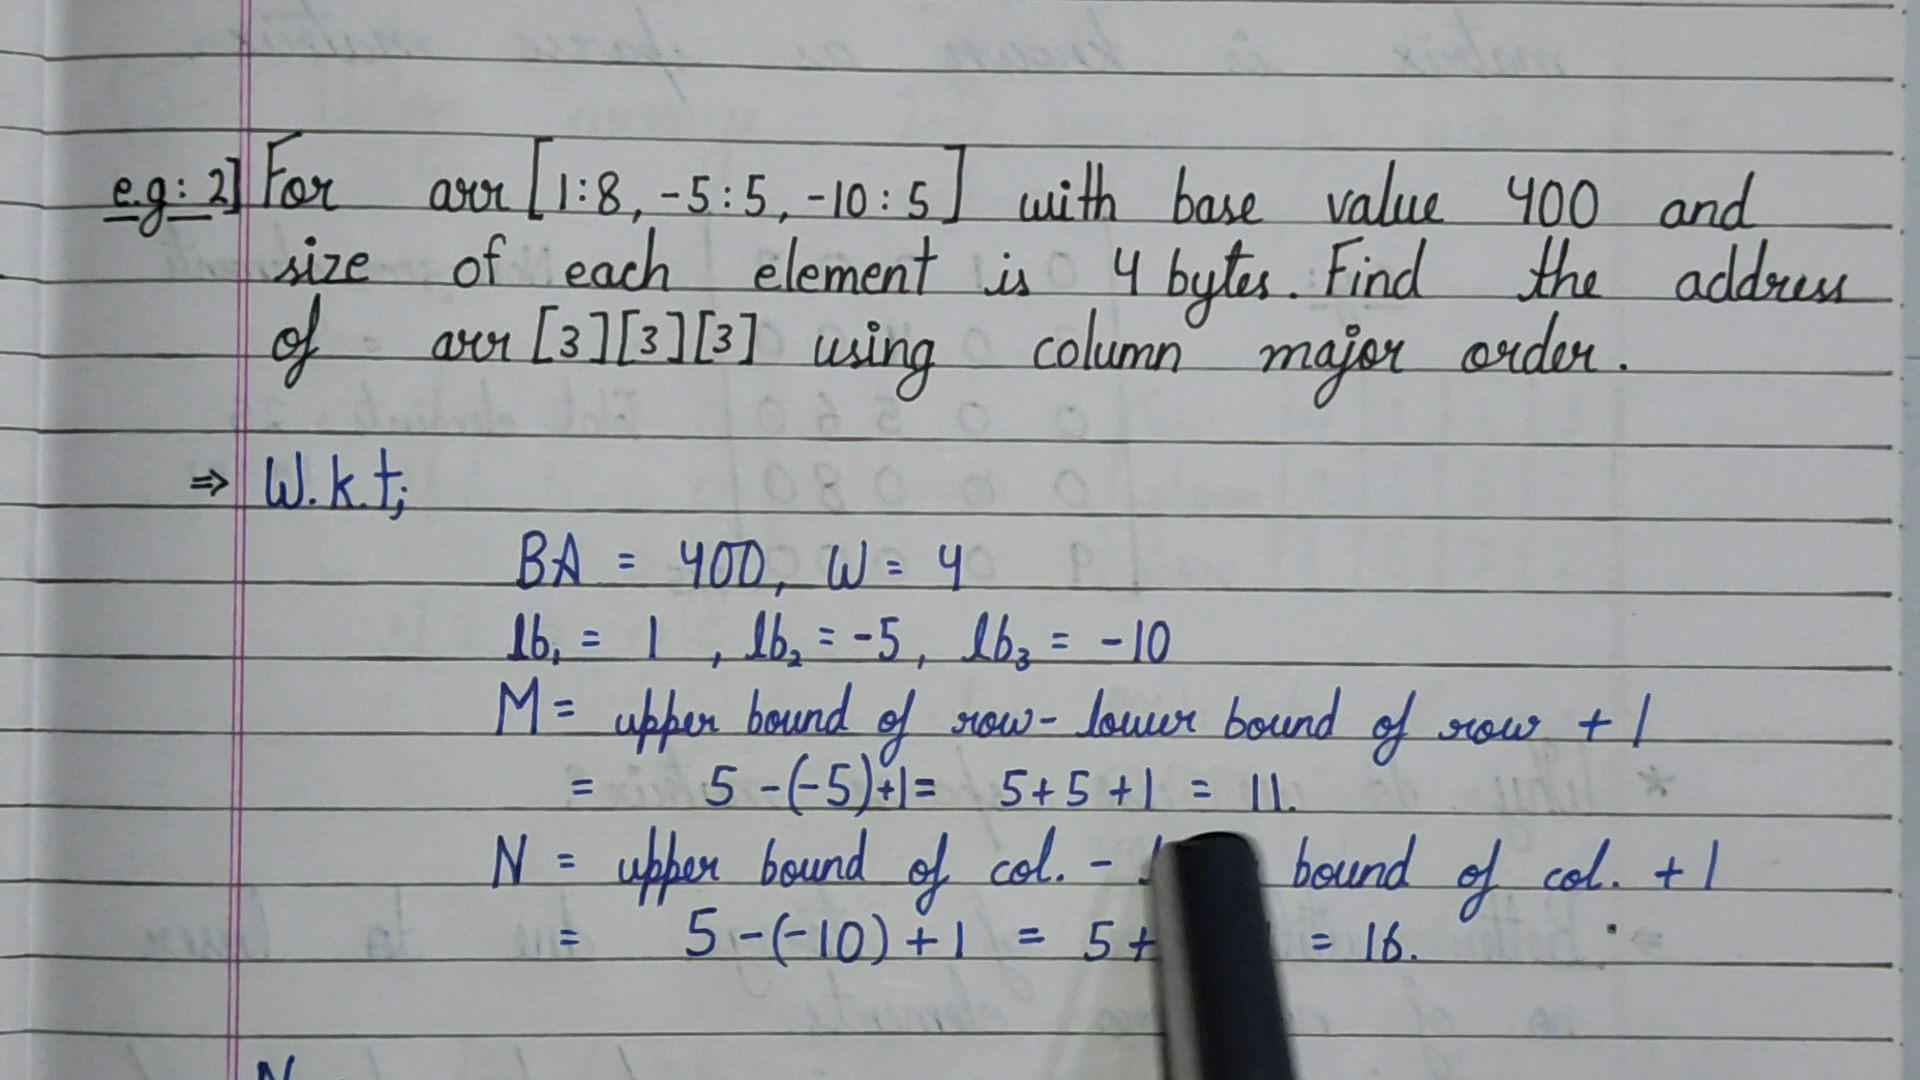 e.g: 2] For arr [1:8, -5:5, -10:5] with base value 400 and
size of each element is 4 bytes. Find the address
of arr [3][3][3] using column major order.
⇒ W.k.t;
BA = 400, W = 4
lb₁ = 1 , lb₂ = -5, lb₃ = -10
M = upper bound of row - lower bound of row + 1
= 5 -(-5)+1 = 5+5+1 = 11.
N = upper bound of col. - bound of col. + 1
= 5-(-10)+1 = 5+ = 16.